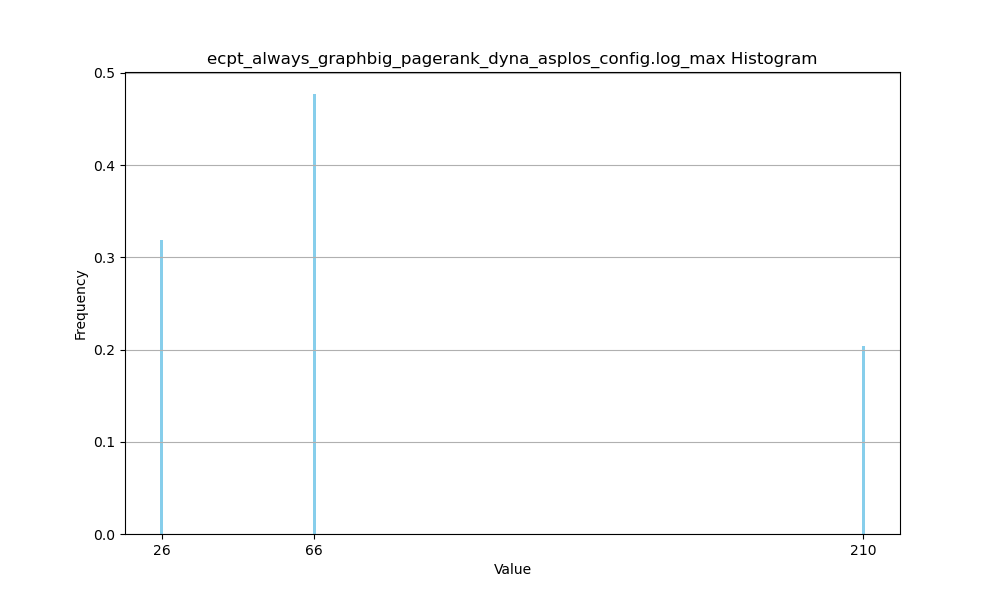 ecpt_always_graphbig_pagerank_dyna_asplos_config.log_max Histogram
0.5
0.4
0.3
0.2
0.1
0.0
Frequency
26 66 210
Value